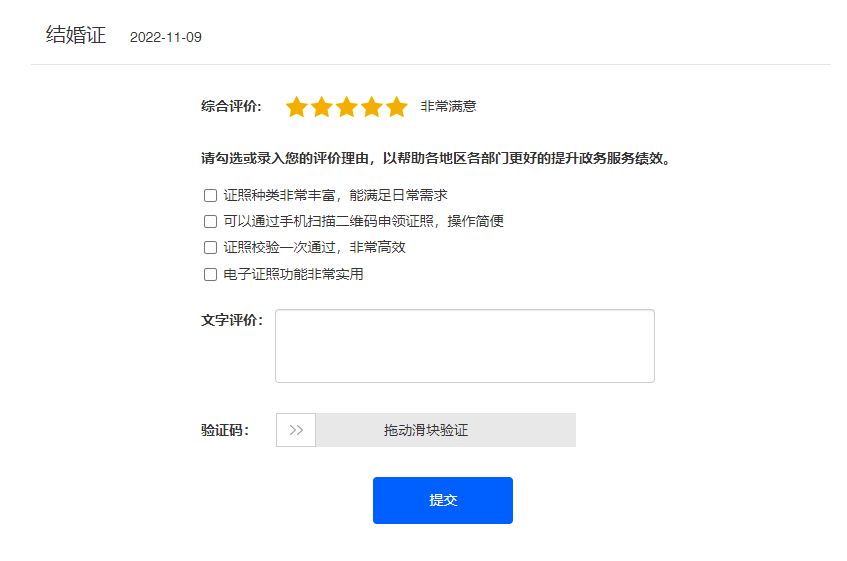 结婚证 2022-11-09
综合评价: 非常满意
请勾选或录入您的评价理由，以帮助各地区各部门更好的提升政务服务绩效。
证照种类非常丰富，能满足日常需求
可以通过手机扫描二维码申领证照，操作简便
证照校验一次通过，非常高效
电子证照功能非常实用
文字评价：
验证码： >> 拖动滑块验证
提交